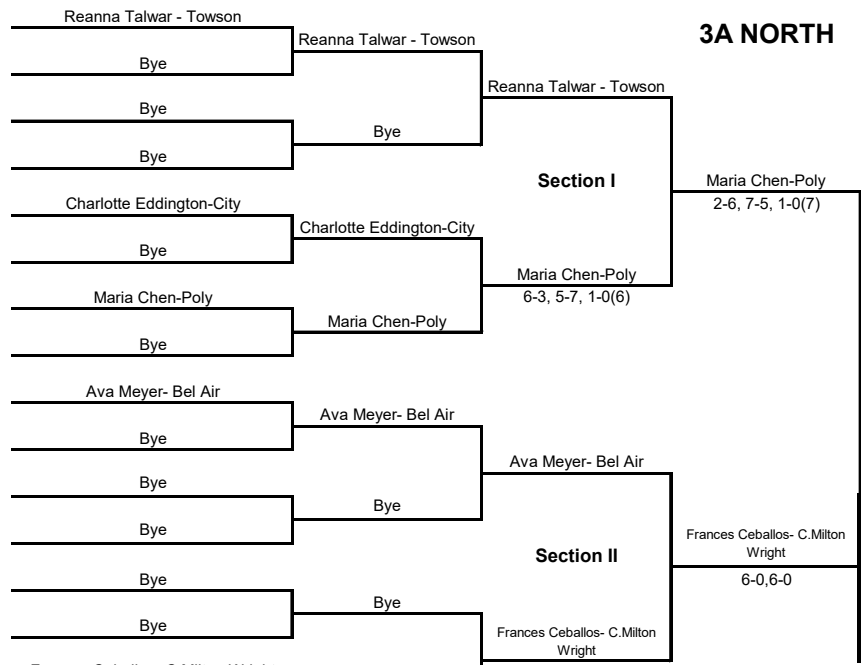 Reanna Talwar - Towson
3A NORTH
Reanna Talwar - Towson
Bye
Reanna Talwar - Towson
Bye
Bye
Bye
Section I
Maria Chen-Poly
2-6, 7-5, 1-0(7)
Charlotte Eddington-City
Charlotte Eddington-City
Bye
Maria Chen-Poly
6-3, 5-7, 1-0(6)
Maria Chen-Poly
Maria Chen-Poly
Bye
Ava Meyer- Bel Air
Ava Meyer- Bel Air
Bye
Ava Meyer- Bel Air
Bye
Bye
Bye
Frances Ceballos- C.Milton
Wright
Section II
6-0,6-0
Bye
Bye
Bye
Frances Ceballos- C.Milton
Wright